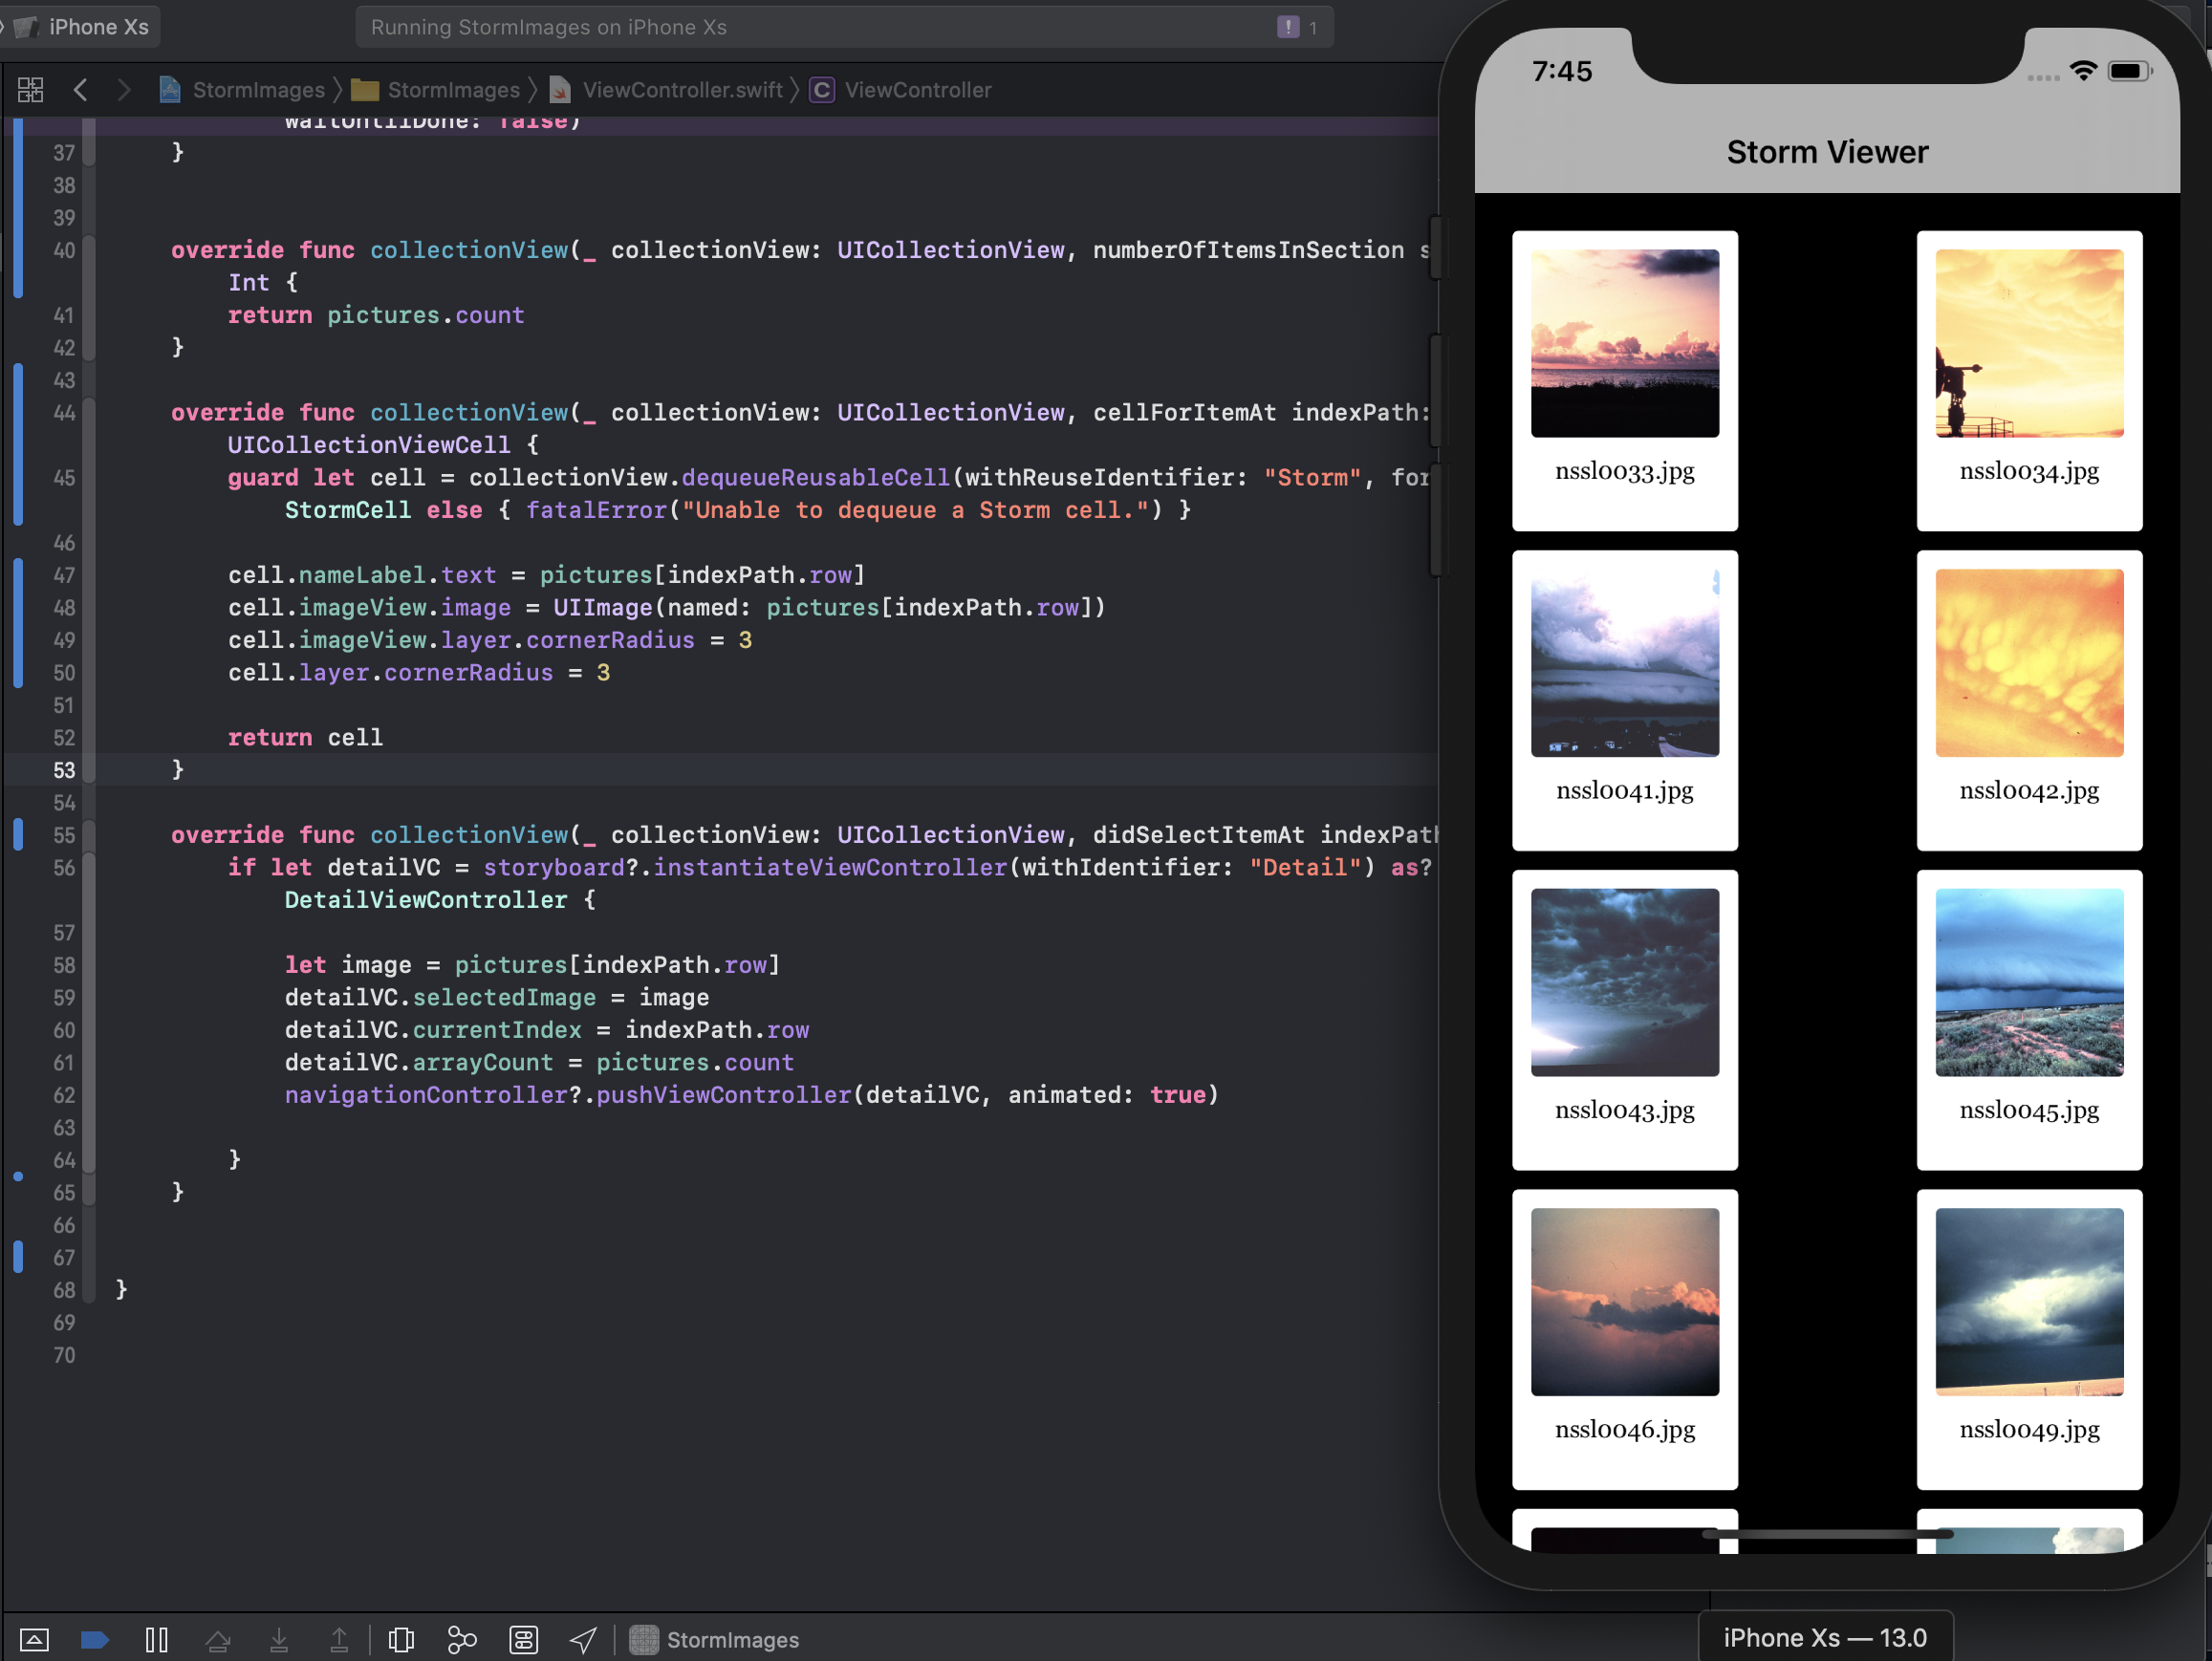 iPhone Xs
Running StormImages on iPhone Xs
! 1
StormImages
StormImages
ViewController.swift
C ViewController
waitUntilDone: false)
37 }
38
39
40 override func collectionView(_ collectionView: UICollectionView, numberOfItemsInSection s
Int {
41 return pictures.count
42 }
43
44 override func collectionView(_ collectionView: UICollectionView, cellForItemAt indexPath:
UICollectionViewCell {
45 guard let cell = collectionView.dequeueReusableCell(withReuseIdentifier: "Storm", for
StormCell else { fatalError("Unable to dequeue a Storm cell.") }
46
47 cell.nameLabel.text = pictures[indexPath.row]
48 cell.imageView.image = UIImage(named: pictures[indexPath.row])
49 cell.imageView.layer.cornerRadius = 3
50 cell.layer.cornerRadius = 3
51
52 return cell
53 }
54
55 override func collectionView(_ collectionView: UICollectionView, didSelectItemAt indexPath
56 if let detailVC = storyboard?.instantiateViewController(withIdentifier: "Detail") as?
DetailViewController {
57
58 let image = pictures[indexPath.row]
59 detailVC.selectedImage = image
60 detailVC.currentIndex = indexPath.row
61 detailVC.arrayCount = pictures.count
62 navigationController?.pushViewController(detailVC, animated: true)
63
64 }
65 }
66
67
68 }
69
70
StormImages
7:45
Storm Viewer
nssl0033.jpg
nssl0034.jpg
nssl0041.jpg
nssl0042.jpg
nssl0043.jpg
nssl0045.jpg
nssl0046.jpg
nssl0049.jpg
iPhone Xs — 13.0